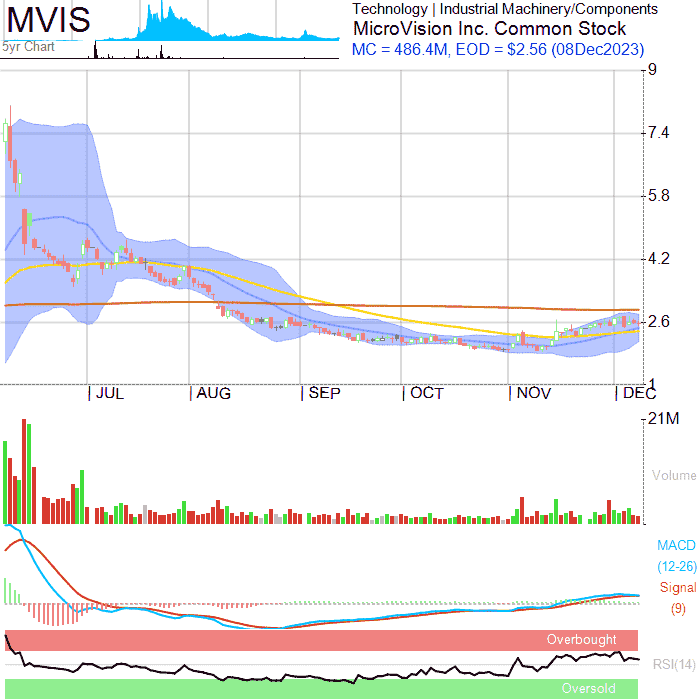 MVIS
5yr Chart
Technology | Industrial Machinery/Components
MicroVision Inc. Common Stock
MC = 486.4M, EOD = $2.56 (08Dec2023)
9
7.4
5.8
4.2
2.6
1
JUL AUG SEP OCT NOV DEC
21M
Volume
MACD
(12-26)
Signal
(9)
Overbought
RSI(14)
Oversold